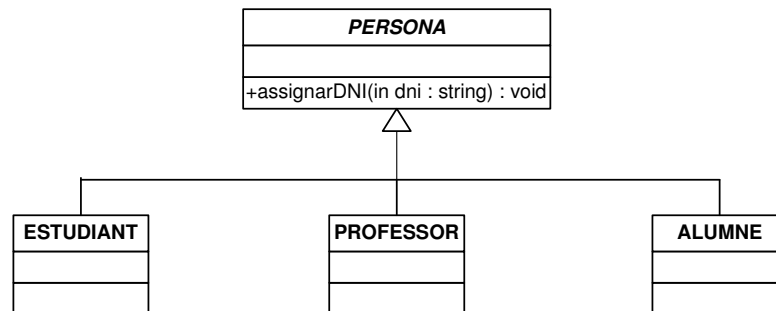 PERSONA
+assignarDNI(in dni : string) : void
ESTUDIANT
PROFESSOR
ALUMNE